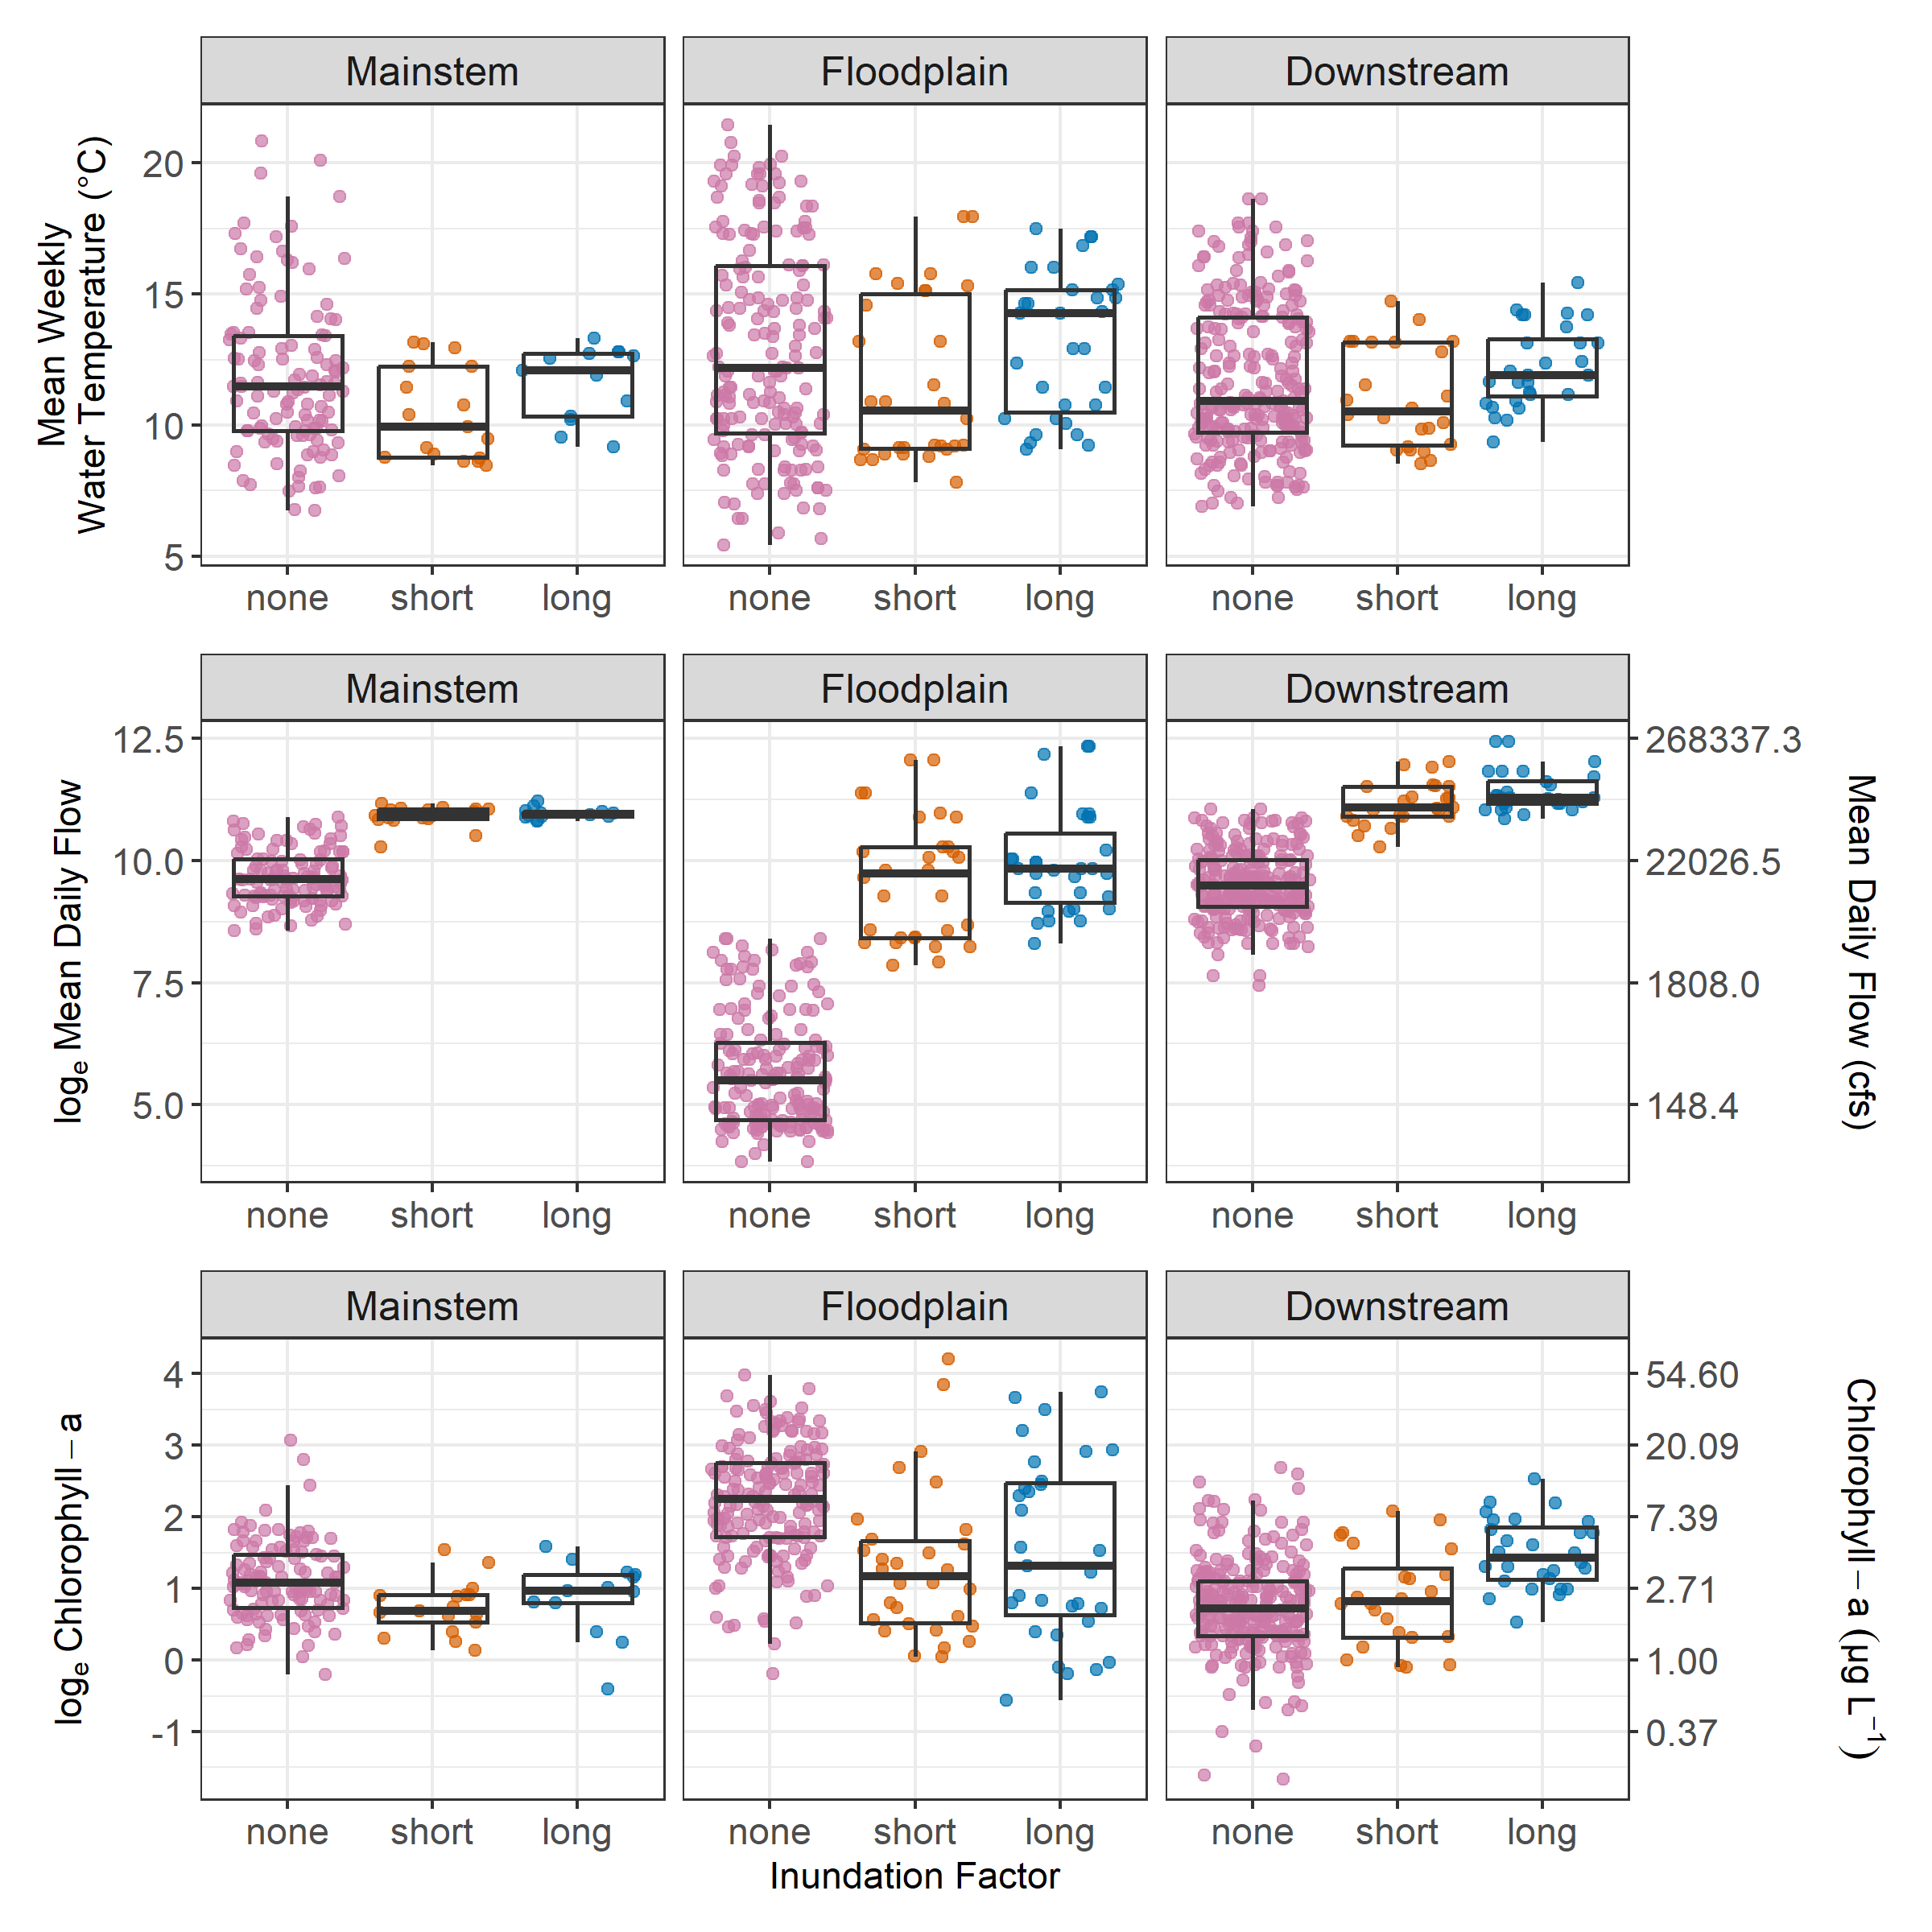 Mainstem Floodplain Downstream
Mean Weekly
Water Temperature (°C)
20
15
10
5
none short long none short long none short long
Mainstem Floodplain Downstream
logₑ Mean Daily Flow
12.5 268337.3
10.0 22026.5
7.5 1808.0
5.0 148.4
Mean Daily Flow (cfs)
none short long none short long none short long
Mainstem Floodplain Downstream
logₑ Chlorophyll−a
4 54.60
3 20.09
2 7.39
1 2.71
0 1.00
-1 0.37
Chlorophyll−a (µg L⁻¹)
none short long none short long none short long
Inundation Factor